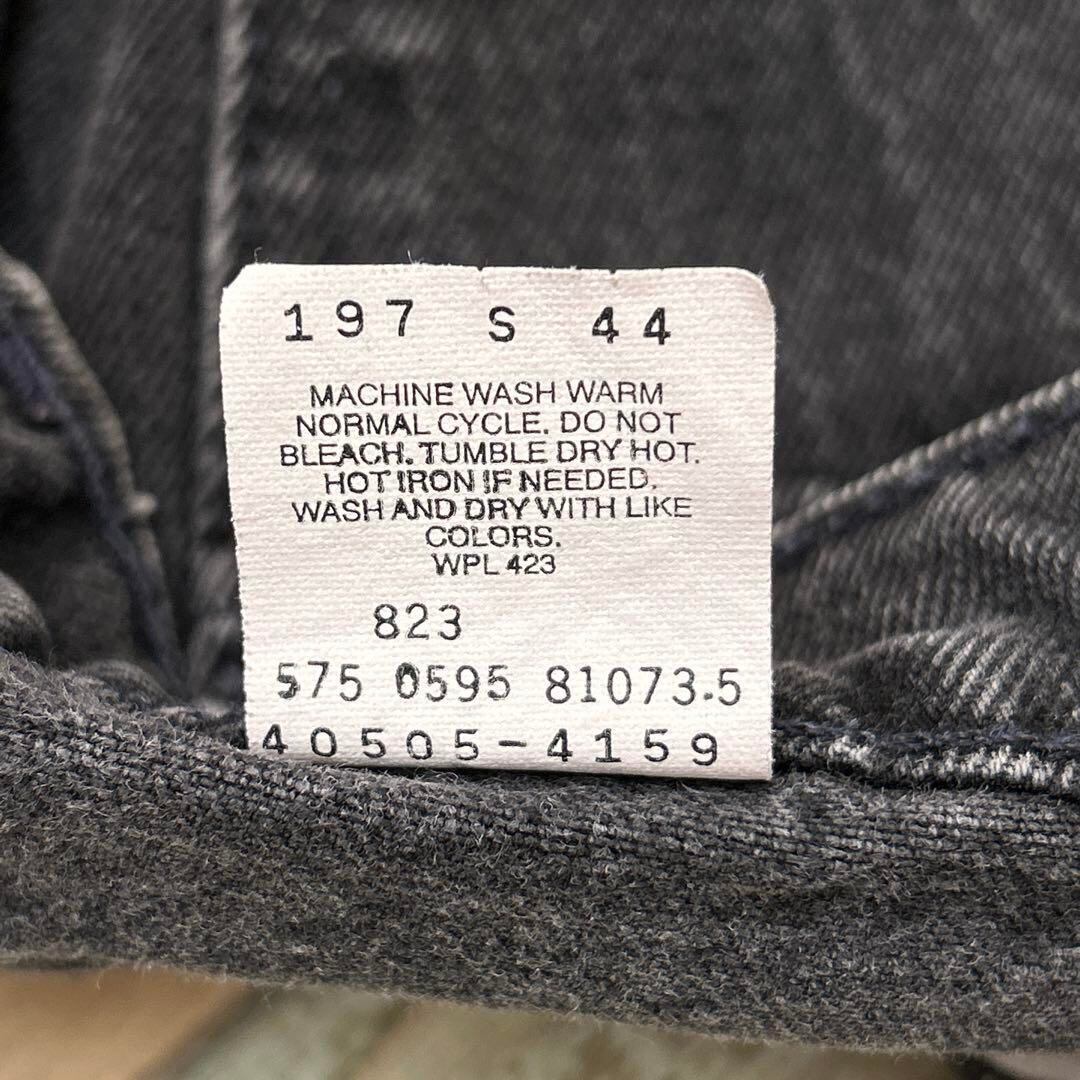 197 S 44
MACHINE WASH WARM
NORMAL CYCLE. DO NOT
BLEACH. TUMBLE DRY HOT.
HOT IRON IF NEEDED.
WASH AND DRY WITH LIKE
COLORS.
WPL 423
823
575 0595 81073.5
40505-4159